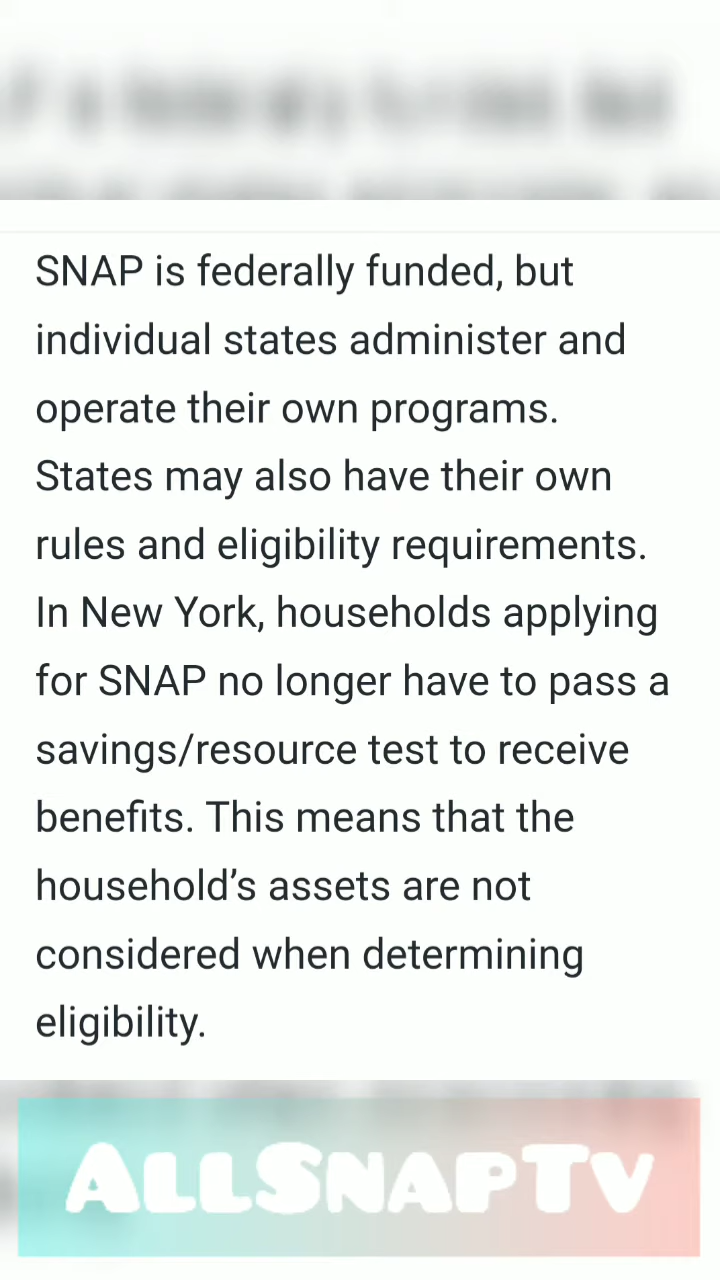 SNAP is federally funded, but
individual states administer and
operate their own programs.
States may also have their own
rules and eligibility requirements.
In New York, households applying
for SNAP no longer have to pass a
savings/resource test to receive
benefits. This means that the
household’s assets are not
considered when determining
eligibility.
ALLSNAPTV